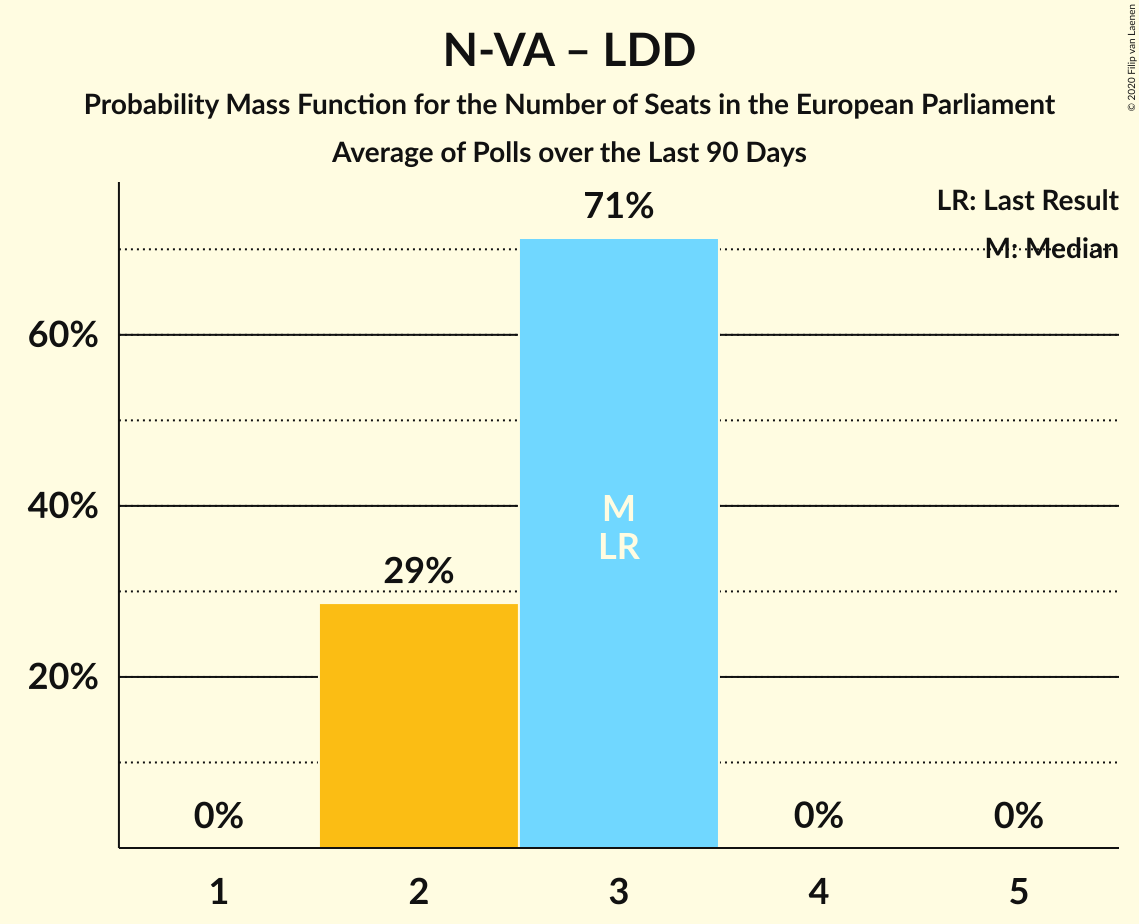 N-VA – LDD
Probability Mass Function for the Number of Seats in the European Parliament
Average of Polls over the Last 90 Days
© 2020 Filip van Laenen
LR: Last Result
M: Median
71%
60%
40%
20%
M
LR
29%
0%
0%
0%
1
2
3
4
5